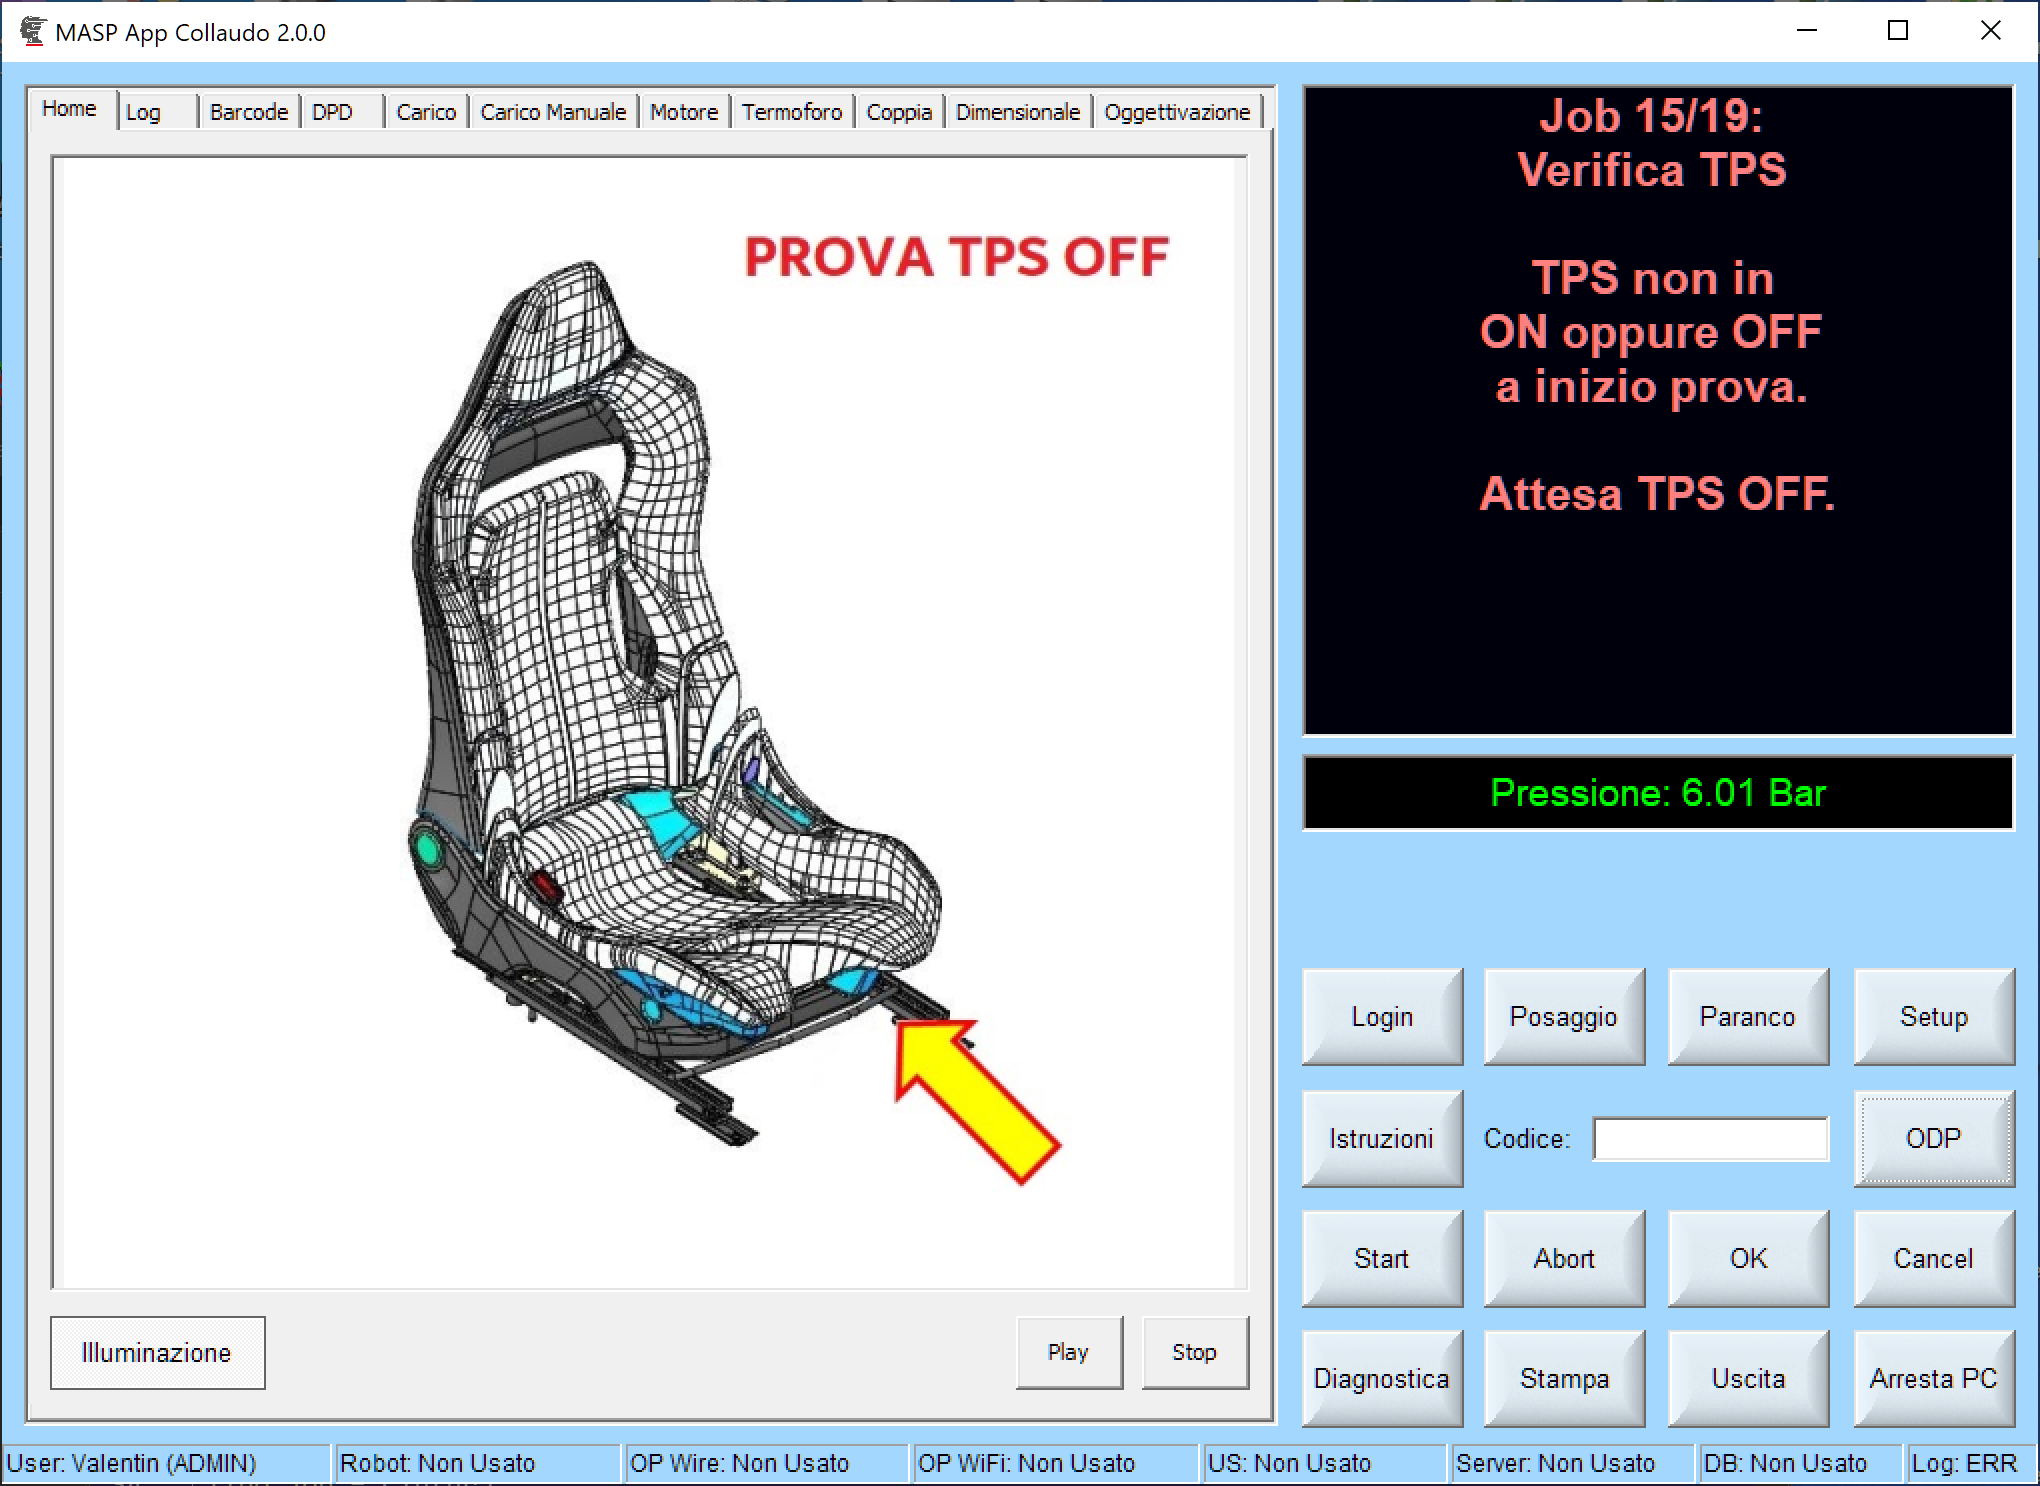 MASP App Collaudo 2.0.0
Home Log Barcode DPD Carico Carico Manuale Motore Termoforo Coppia Dimensionale Oggettivazione
PROVA TPS OFF
Job 15/19:
Verifica TPS
TPS non in
ON oppure OFF
a inizio prova.
Attesa TPS OFF.
Pressione: 6.01 Bar
Login Posaggio Paranco Setup
Istruzioni Codice: ODP
Start Abort OK Cancel
Diagnostica Stampa Uscita Arresta PC
Illuminazione Play Stop
User: Valentin (ADMIN) Robot: Non Usato OP Wire: Non Usato OP WiFi: Non Usato US: Non Usato Server: Non Usato DB: Non Usato Log: ERR